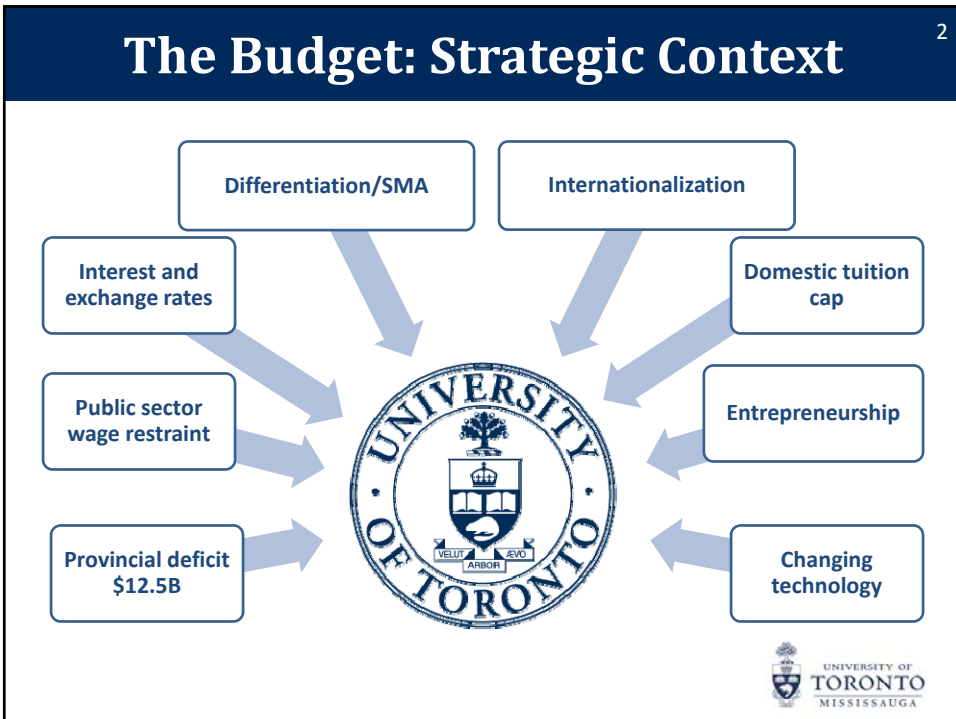 2
The Budget: Strategic Context
Differentiation/SMA
Internationalization
Interest and
exchange rates
Domestic tuition
cap
Public sector
wage restraint
Entrepreneurship
Provincial deficit
$12.5B
Changing
technology
UNIVERSITY
OF TORONTO
VELUT
ARBOR
ÆVO
UNIVERSITY OF
TORONTO
MISSISSAUGA